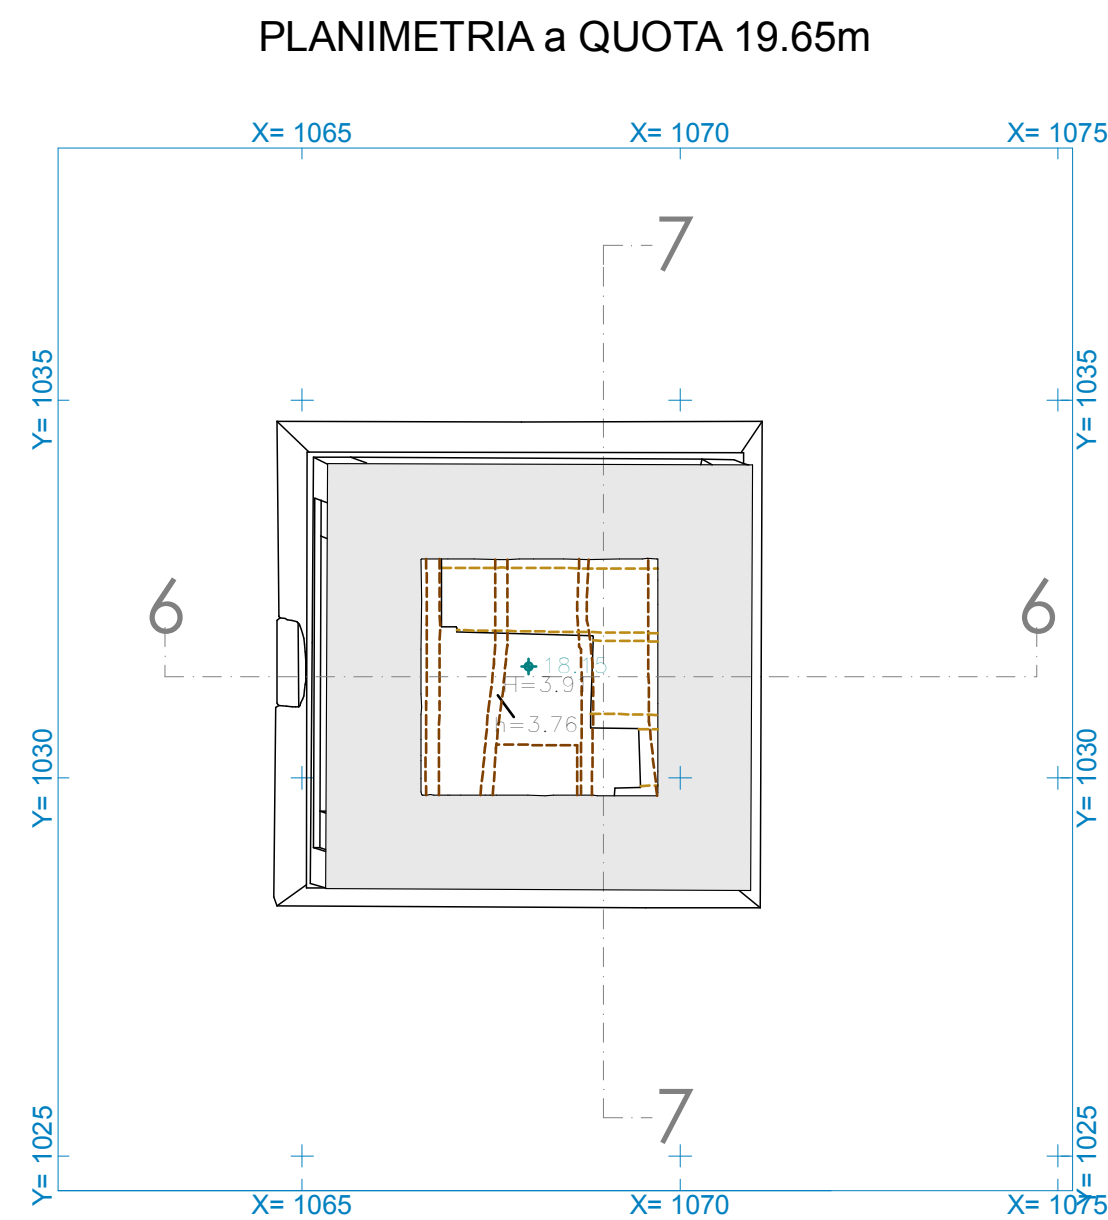 PLANIMETRIA a QUOTA 19.65m
X= 1065
X= 1070
X= 1075
7
Y= 1035
Y= 1035
6
6
18.15
H=3.9
h=3.76
Y= 1030
Y= 1030
7
Y= 1025
Y= 1025
X= 1065
X= 1070
X= 1075